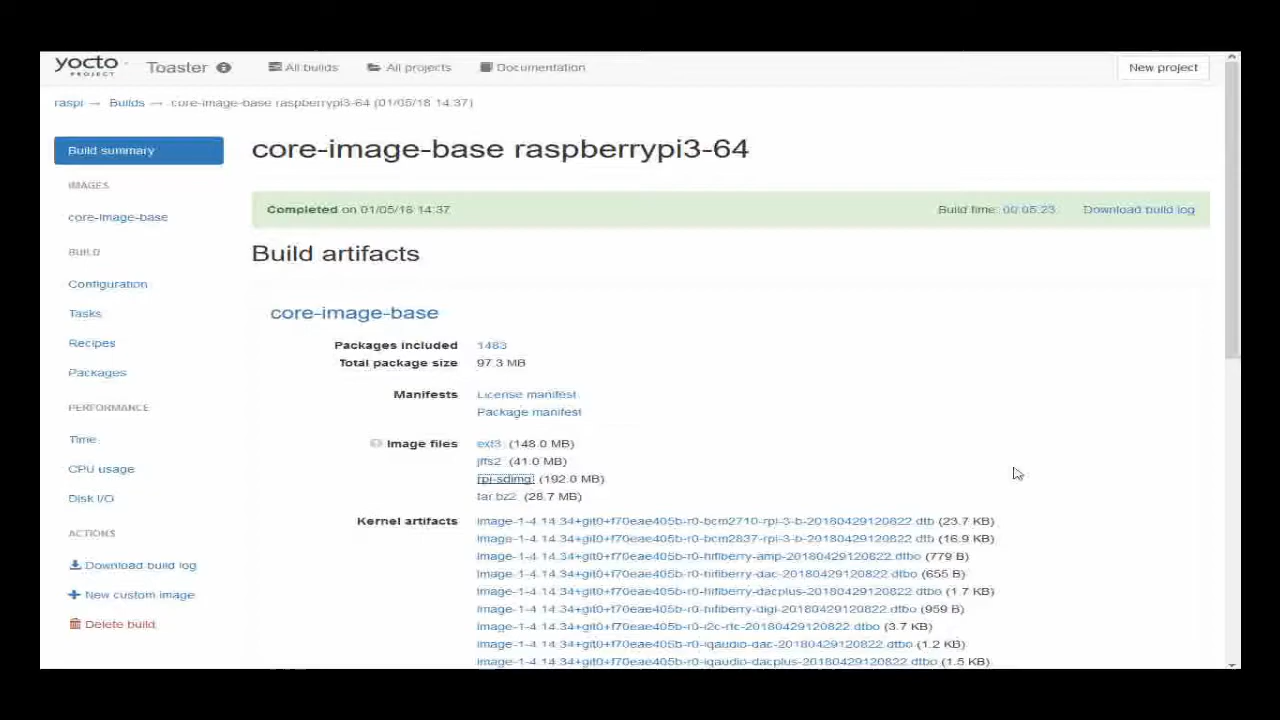 yocto
PROJECT
Toaster All builds All projects Documentation New project
raspi → Builds → core-image-base raspberrypi3-64 (01/05/18 14:37)
Build summary
IMAGES
core-image-base
BUILD
Configuration
Tasks
Recipes
Packages
PERFORMANCE
Time
CPU usage
Disk I/O
ACTIONS
Download build log
New custom image
Delete build
core-image-base raspberrypi3-64
Completed on 01/05/18 14:37 Build time: 00:05:23 Download build log
Build artifacts
core-image-base
Packages included 1483
Total package size 97.3 MB
Manifests License manifest
Package manifest
Image files ext3 (148.0 MB)
jffs2 (41.0 MB)
rpi-sdimg (192.0 MB)
tar.bz2 (28.7 MB)
Kernel artifacts Image-1-4.14.34+git0+f70eae405b-r0-bcm2710-rpi-3-b-20180429120822.dtb (23.7 KB)
Image-1-4.14.34+git0+f70eae405b-r0-bcm2837-rpi-3-b-20180429120822.dtb (16.9 KB)
Image-1-4.14.34+git0+f70eae405b-r0-hifiberry-amp-20180429120822.dtbo (779 B)
Image-1-4.14.34+git0+f70eae405b-r0-hifiberry-dac-20180429120822.dtbo (655 B)
Image-1-4.14.34+git0+f70eae405b-r0-hifiberry-dacplus-20180429120822.dtbo (1.7 KB)
Image-1-4.14.34+git0+f70eae405b-r0-hifiberry-digi-20180429120822.dtbo (959 B)
Image-1-4.14.34+git0+f70eae405b-r0-i2c-rtc-20180429120822.dtbo (3.7 KB)
Image-1-4.14.34+git0+f70eae405b-r0-iqaudio-dac-20180429120822.dtbo (1.2 KB)
Image-1-4.14.34+git0+f70eae405b-r0-iqaudio-dacplus-20180429120822.dtbo (1.5 KB)